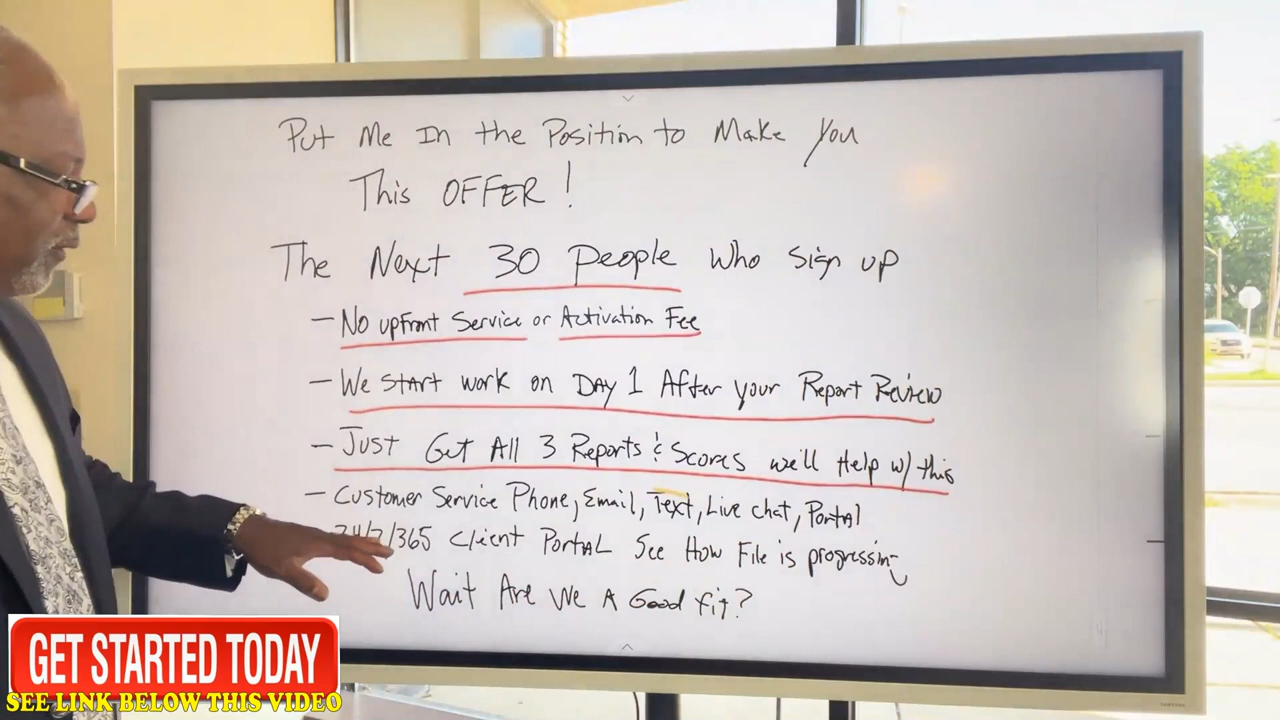 Put Me In the Position to Make You
This OFFER!
The Next 30 People Who Sign up
- No upfront Service or Activation Fee
- We START work on DAY 1 After your Report Review
- Just Get All 3 Reports & Scores we'll Help w/ this
- Customer Service Phone, Email, Text, Live chat, Portal
24/7/365 Client PORTAL See How File is progressing
Wait Are We A Good Fit?
GET STARTED TODAY
SEE LINK BELOW THIS VIDEO